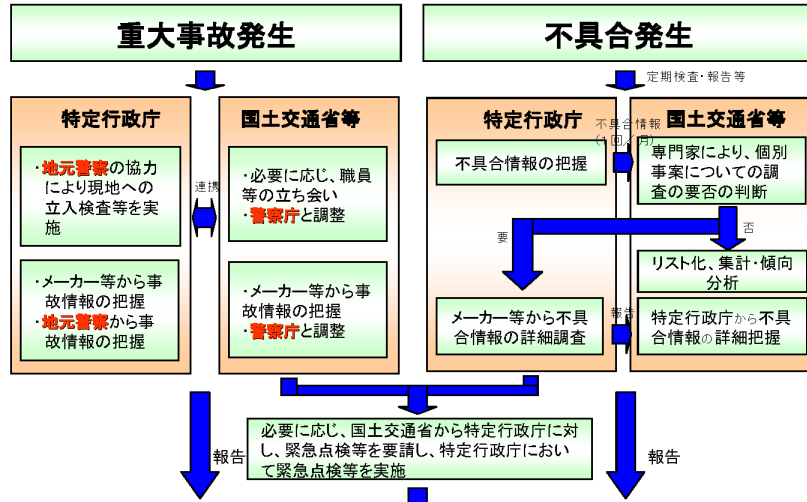 重大事故発生
不具合発生
定期検査・報告等
特定行政庁
・地元警察の協力
により現地への
立入検査等を実
施
・メーカー等から事
故情報の把握
・地元警察から事
故情報の把握
連携
国土交通省等
・必要に応じ、職員
等の立ち会い
・警察庁と調整
・メーカー等から事
故情報の把握
・警察庁と調整
特定行政庁
不具合情報の把握
不具合情報
(1回/月)
国土交通省等
専門家により、個別
事案についての調
査の要否の判断
要
否
リスト化、集計・傾向
分析
メーカー等から不具
合情報の詳細調査
報告
特定行政庁から不具
合情報の詳細把握
報告
必要に応じ、国土交通省から特定行政庁に対
し、緊急点検等を要請し、特定行政庁におい
て緊急点検等を実施
報告